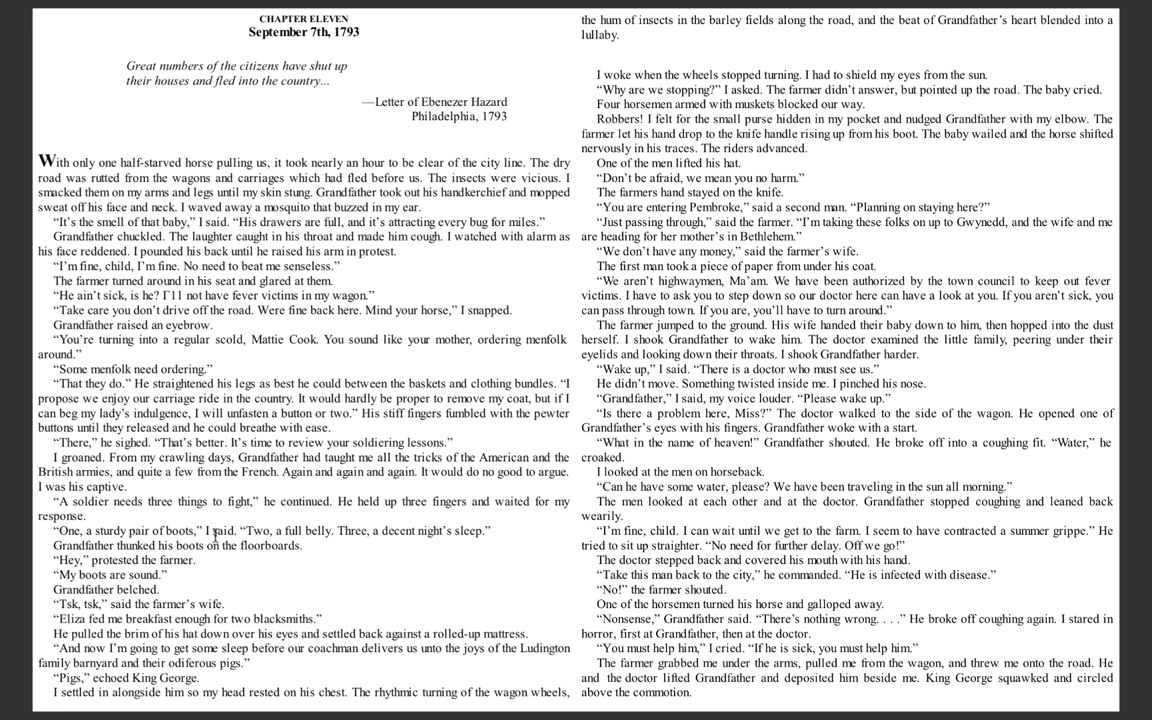 CHAPTER ELEVEN
September 7th, 1793
Great numbers of the citizens have shut up
their houses and fled into the country...
—Letter of Ebenezer Hazard
Philadelphia, 1793
With only one half-starved horse pulling us, it took nearly an hour to be clear of the city line. The dry
road was rutted from the wagons and carriages which had fled before us. The insects were vicious. I
smacked them on my arms and legs until my skin stung. Grandfather took out his handkerchief and mopped
sweat off his face and neck. I waved away a mosquito that buzzed in my ear.
“It’s the smell of that baby,” I said. “His drawers are full, and it’s attracting every bug for miles.”
Grandfather chuckled. The laughter caught in his throat and made him cough. I watched with alarm as
his face reddened. I pounded his back until he raised his arm in protest.
“I’m fine, child, I’m fine. No need to beat me senseless.”
The farmer turned around in his seat and glared at them.
“He ain’t sick, is he? I’11 not have fever victims in my wagon.”
“Take care you don’t drive off the road. Were fine back here. Mind your horse,” I snapped.
Grandfather raised an eyebrow.
“You’re turning into a regular scold, Mattie Cook. You sound like your mother, ordering menfolk
around.”
“Some menfolk need ordering.”
“That they do.” He straightened his legs as best he could between the baskets and clothing bundles. “I
propose we enjoy our carriage ride in the country. It would hardly be proper to remove my coat, but if I
can beg my lady’s indulgence, I will unfasten a button or two.” His stiff fingers fumbled with the pewter
buttons until they released and he could breathe with ease.
“There,” he sighed. “That’s better. It’s time to review your soldiering lessons.”
I groaned. From my crawling days, Grandfather had taught me all the tricks of the American and the
British armies, and quite a few from the French. Again and again and again. It would do no good to argue.
I was his captive.
“A soldier needs three things to fight,” he continued. He held up three fingers and waited for my
response.
“One, a sturdy pair of boots,” I said. “Two, a full belly. Three, a decent night’s sleep.”
Grandfather thunked his boots on the floorboards.
“Hey,” protested the farmer.
“My boots are sound.”
Grandfather belched.
“Tsk, tsk,” said the farmer’s wife.
“Eliza fed me breakfast enough for two blacksmiths.”
He pulled the brim of his hat down over his eyes and settled back against a rolled-up mattress.
“And now I’m going to get some sleep before our coachman delivers us unto the joys of the Ludington
family barnyard and their odiferous pigs.”
“Pigs,” echoed King George.
I settled in alongside him so my head rested on his chest. The rhythmic turning of the wagon wheels,
the hum of insects in the barley fields along the road, and the beat of Grandfather’s heart blended into a
lullaby.
I woke when the wheels stopped turning. I had to shield my eyes from the sun.
“Why are we stopping?” I asked. The farmer didn’t answer, but pointed up the road. The baby cried.
Four horsemen armed with muskets blocked our way.
Robbers! I felt for the small purse hidden in my pocket and nudged Grandfather with my elbow. The
farmer let his hand drop to the knife handle rising up from his boot. The baby wailed and the horse shifted
nervously in his traces. The riders advanced.
One of the men lifted his hat.
“Don’t be afraid, we mean you no harm.”
The farmers hand stayed on the knife.
“You are entering Pembroke,” said a second man. “Planning on staying here?”
“Just passing through,” said the farmer. “I’m taking these folks on up to Gwynedd, and the wife and me
are heading for her mother’s in Bethlehem.”
“We don’t have any money,” said the farmer’s wife.
The first man took a piece of paper from under his coat.
“We aren’t highwaymen, Ma’am. We have been authorized by the town council to keep out fever
victims. I have to ask you to step down so our doctor here can have a look at you. If you aren’t sick, you
can pass through town. If you are, you’ll have to turn around.”
The farmer jumped to the ground. His wife handed their baby down to him, then hopped into the dust
herself. I shook Grandfather to wake him. The doctor examined the little family, peering under their
eyelids and looking down their throats. I shook Grandfather harder.
“Wake up,” I said. “There is a doctor who must see us.”
He didn’t move. Something twisted inside me. I pinched his nose.
“Grandfather,” I said, my voice louder. “Please wake up.”
“Is there a problem here, Miss?” The doctor walked to the side of the wagon. He opened one of
Grandfather’s eyes with his fingers. Grandfather woke with a start.
“What in the name of heaven!” Grandfather shouted. He broke off into a coughing fit. “Water,” he
croaked.
I looked at the men on horseback.
“Can he have some water, please? We have been traveling in the sun all morning.”
The men looked at each other and at the doctor. Grandfather stopped coughing and leaned back
wearily.
“I’m fine, child. I can wait until we get to the farm. I seem to have contracted a summer grippe.” He
tried to sit up straighter. “No need for further delay. Off we go!”
The doctor stepped back and covered his mouth with his hand.
“Take this man back to the city,” he commanded. “He is infected with disease.”
“No!” the farmer shouted.
One of the horsemen turned his horse and galloped away.
“Nonsense,” Grandfather said. “There’s nothing wrong. . . .” He broke off coughing again. I stared in
horror, first at Grandfather, then at the doctor.
“You must help him,” I cried. “If he is sick, you must help him.”
The farmer grabbed me under the arms, pulled me from the wagon, and threw me onto the road. He
and the doctor lifted Grandfather and deposited him beside me. King George squawked and circled
above the commotion.